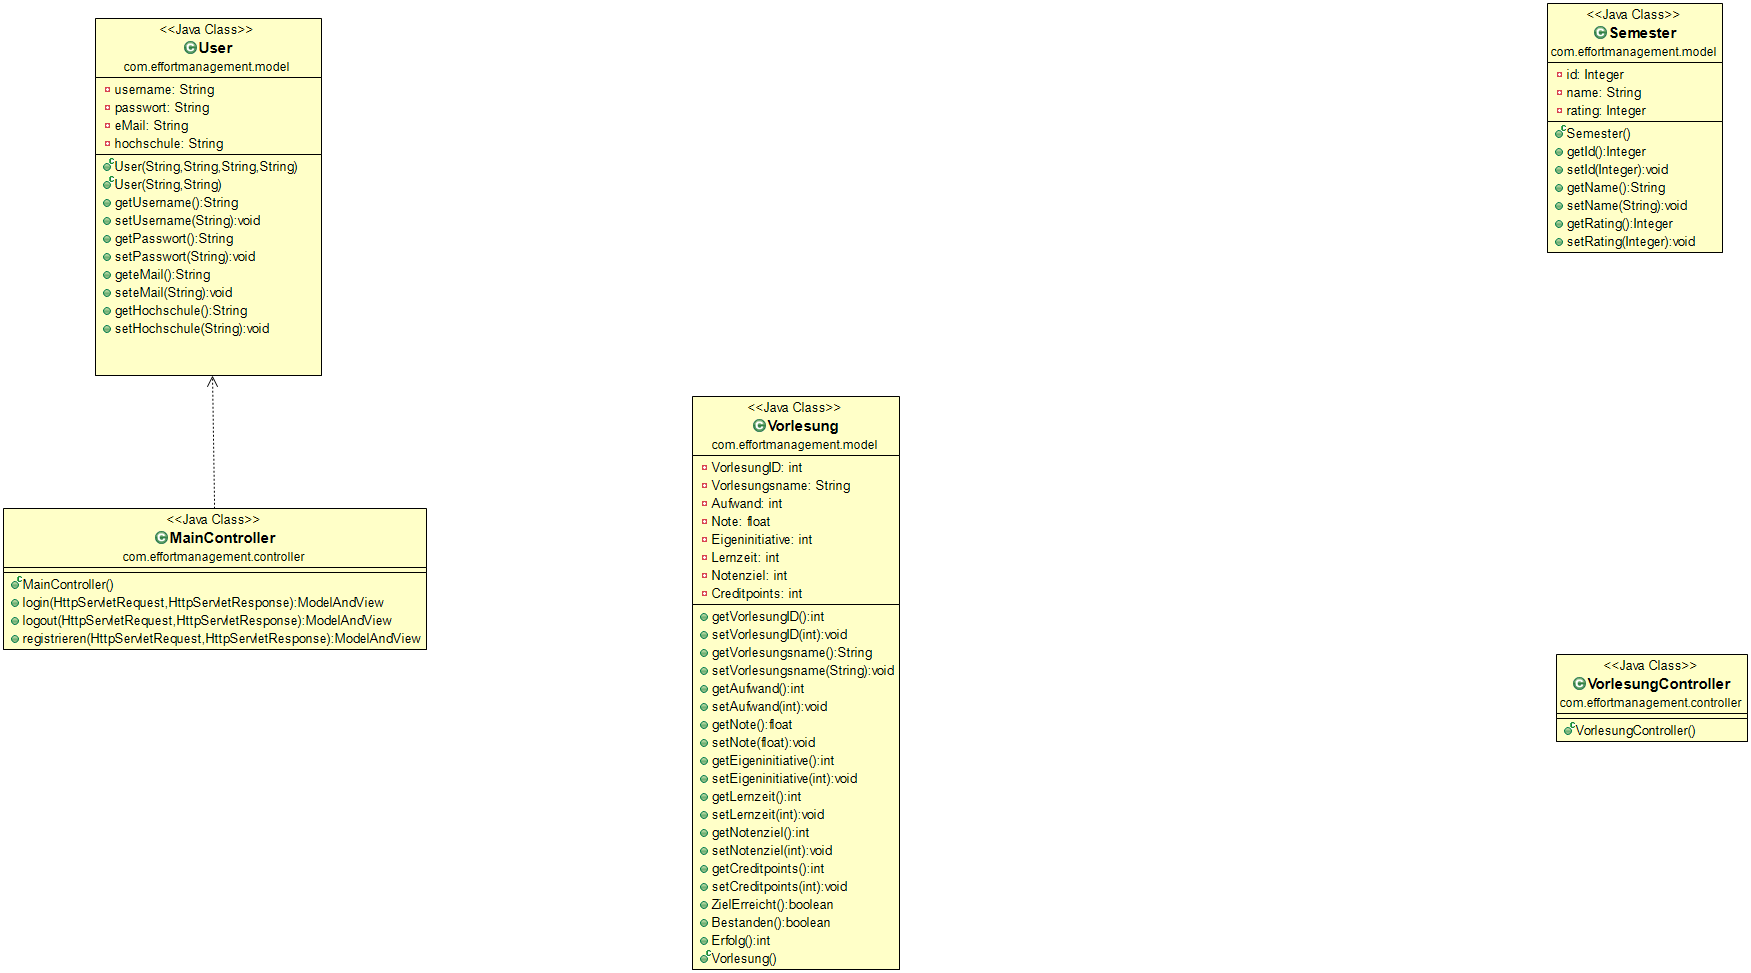 <<Java Class>>
User
com.effortmanagement.model
username: String
passwort: String
eMail: String
hochschule: String
User(String,String,String,String)
User(String,String)
getUsername():String
setUsername(String):void
getPasswort():String
setPasswort(String):void
geteMail():String
seteMail(String):void
getHochschule():String
setHochschule(String):void
<<Java Class>>
MainController
com.effortmanagement.controller
MainController()
login(HttpServletRequest,HttpServletResponse):ModelAndView
logout(HttpServletRequest,HttpServletResponse):ModelAndView
registrieren(HttpServletRequest,HttpServletResponse):ModelAndView
<<Java Class>>
Vorlesung
com.effortmanagement.model
VorlesungID: int
Vorlesungsname: String
Aufwand: int
Note: float
Eigeninitiative: int
Lernzeit: int
Notenziel: int
Creditpoints: int
getVorlesungID():int
setVorlesungID(int):void
getVorlesungsname():String
setVorlesungsname(String):void
getAufwand():int
setAufwand(int):void
getNote():float
setNote(float):void
getEigeninitiative():int
setEigeninitiative(int):void
getLernzeit():int
setLernzeit(int):void
getNotenziel():int
setNotenziel(int):void
getCreditpoints():int
setCreditpoints(int):void
ZielErreicht():boolean
Bestanden():boolean
Erfolg():int
Vorlesung()
<<Java Class>>
Semester
com.effortmanagement.model
id: Integer
name: String
rating: Integer
Semester()
getId():Integer
setId(Integer):void
getName():String
setName(String):void
getRating():Integer
setRating(Integer):void
<<Java Class>>
VorlesungController
com.effortmanagement.controller
VorlesungController()